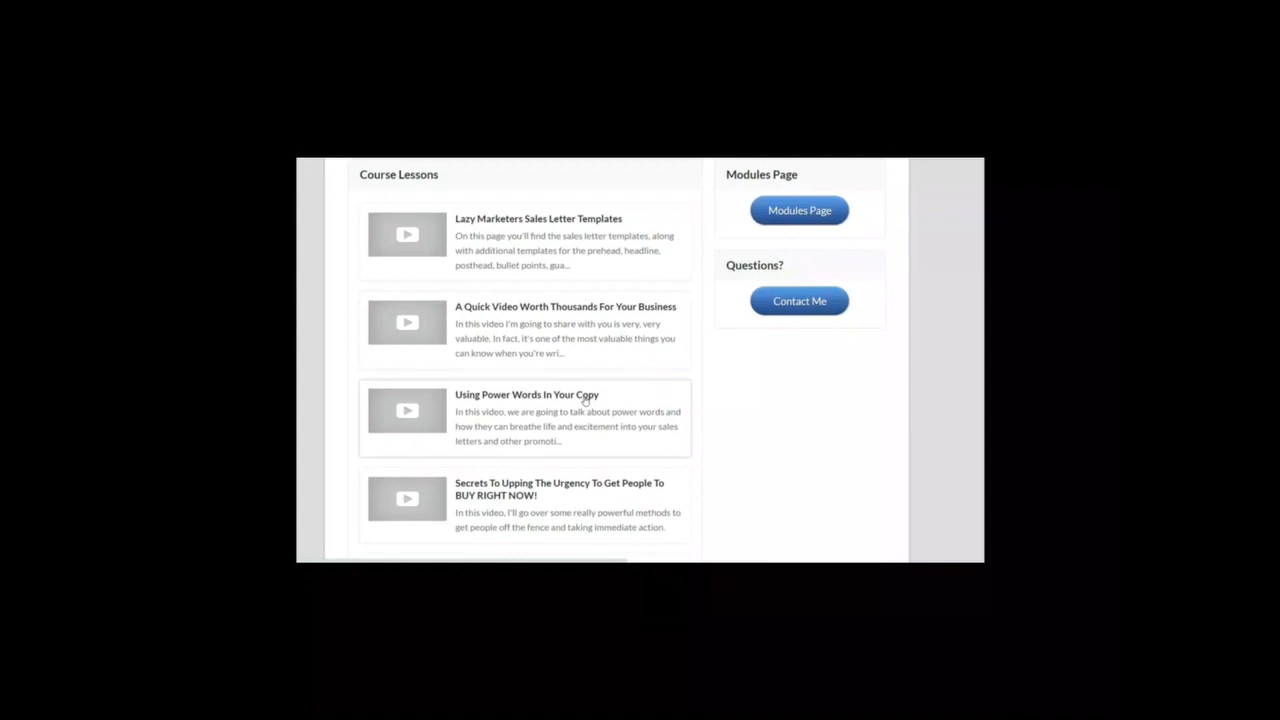 Course Lessons
Lazy Marketers Sales Letter Templates
On this page you'll find the sales letter templates, along
with additional templates for the prehead, headline,
posthead, bullet points, gua...
A Quick Video Worth Thousands For Your Business
In this video I'm going to share with you is very, very
valuable. In fact, it's one of the most valuable things you
can know when you're wri...
Using Power Words In Your Copy
In this video, we are going to talk about power words and
how they can breathe life and excitement into your sales
letters and other promoti...
Secrets To Upping The Urgency To Get People To
BUY RIGHT NOW!
In this video, I'll go over some really powerful methods to
get people off the fence and taking immediate action.
Modules Page
Modules Page
Questions?
Contact Me